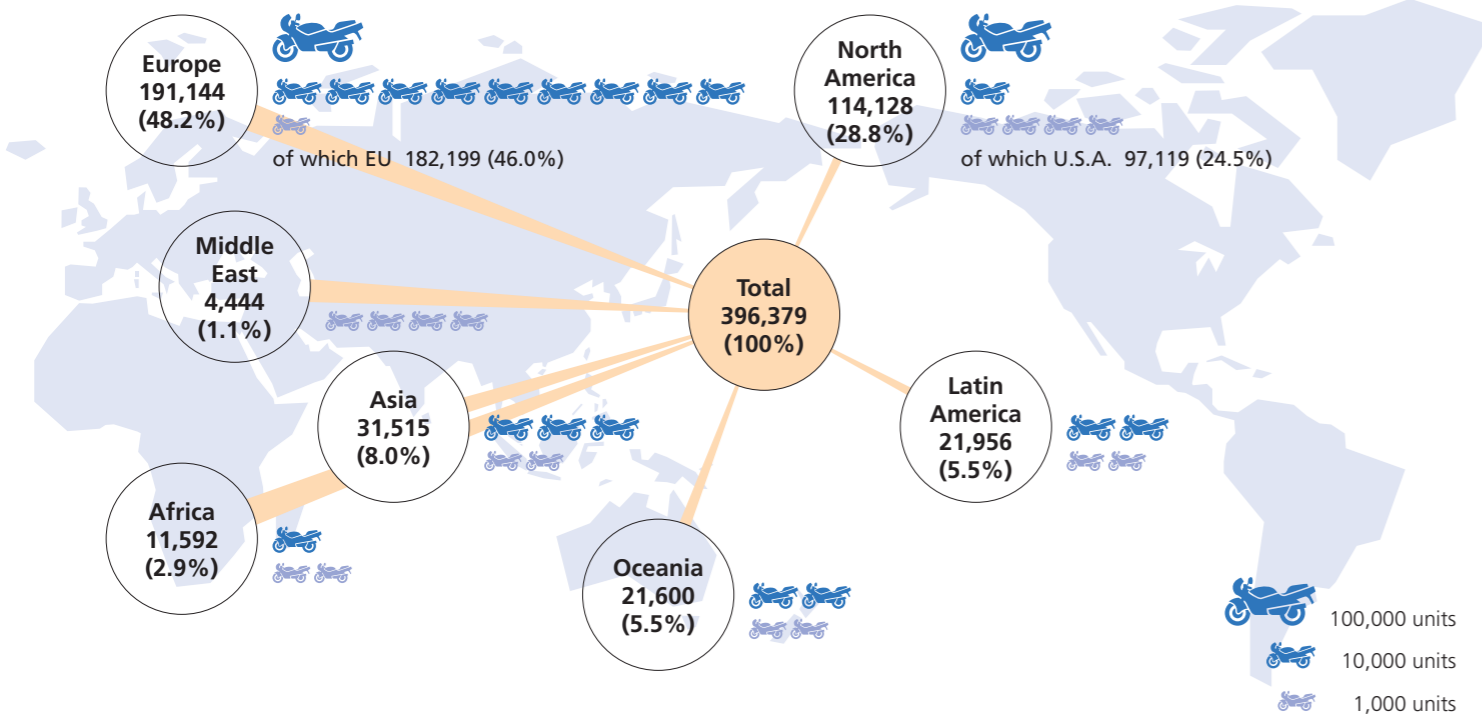 Europe
191,144
(48.2%)
of which EU 182,199 (46.0%)
North
America
114,128
(28.8%)
of which U.S.A. 97,119 (24.5%)
Middle
East
4,444
(1.1%)
Total
396,379
(100%)
Asia
31,515
(8.0%)
Latin
America
21,956
(5.5%)
Africa
11,592
(2.9%)
Oceania
21,600
(5.5%)
100,000 units
10,000 units
1,000 units